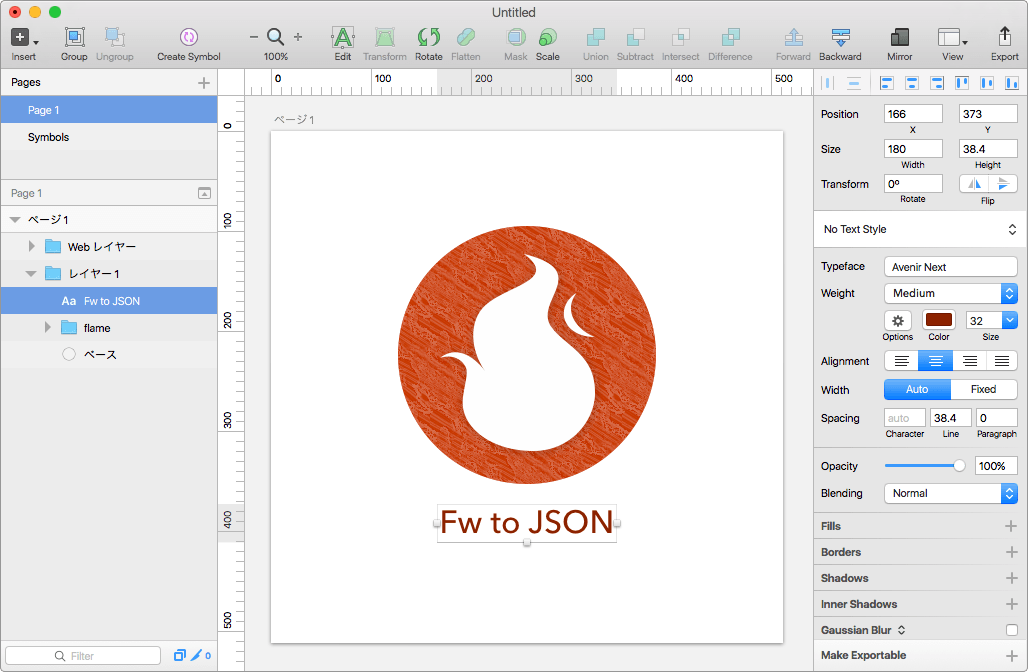 Untitled
Insert Group Ungroup Create Symbol 100% Edit Transform Rotate Flatten Mask Scale Union Subtract Intersect Difference Forward Backward Mirror View Export
Pages
Page 1
Symbols
Page 1
ページ1
Web レイヤー
レイヤー1
Aa Fw to JSON
flame
ベース
Filter
0
0 100 200 300 400 500
0
100
200
300
400
500
ページ1
Fw to JSON
Position 166 373
X Y
Size 180 38.4
Width Height
Transform 0º
Rotate Flip
No Text Style
Typeface Avenir Next
Weight Medium
32
Options Color Size
Alignment
Width Auto Fixed
Spacing auto 38.4 0
Character Line Paragraph
Opacity 100%
Blending Normal
Fills
Borders
Shadows
Inner Shadows
Gaussian Blur
Make Exportable